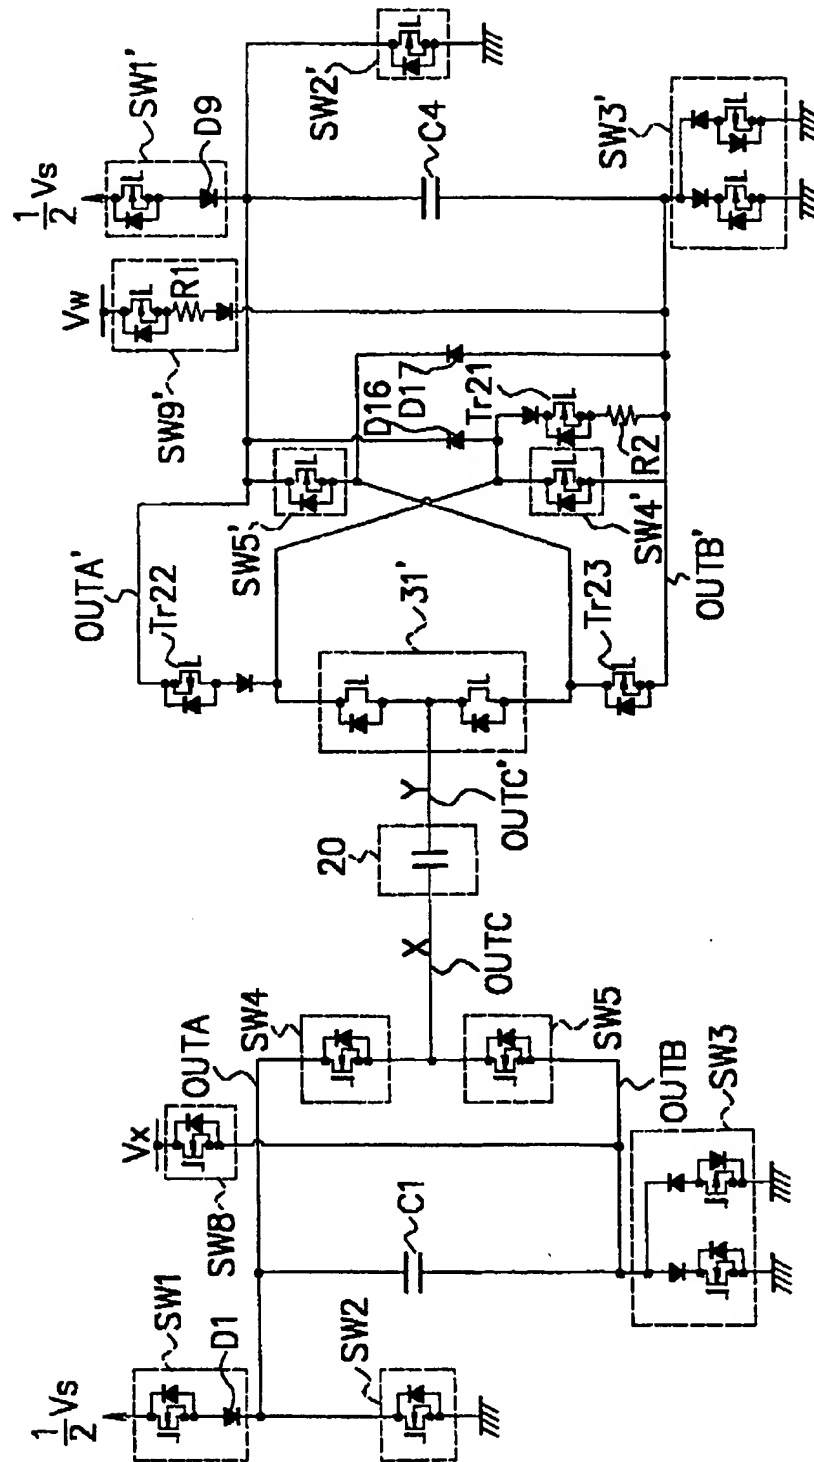 1/2 Vs
SW1
D1
SW2
Vx
SW8
OUTA
C1
SW4
SW5
OUTB
SW3
X
OUTC
20
Y
OUTC'
31'
OUTA'
Tr22
Tr23
OUTB'
SW5'
SW4'
D16
D17
Tr21
R2
Vw
SW9'
R1
1/2 Vs
SW1'
D9
SW2'
C4
SW3'